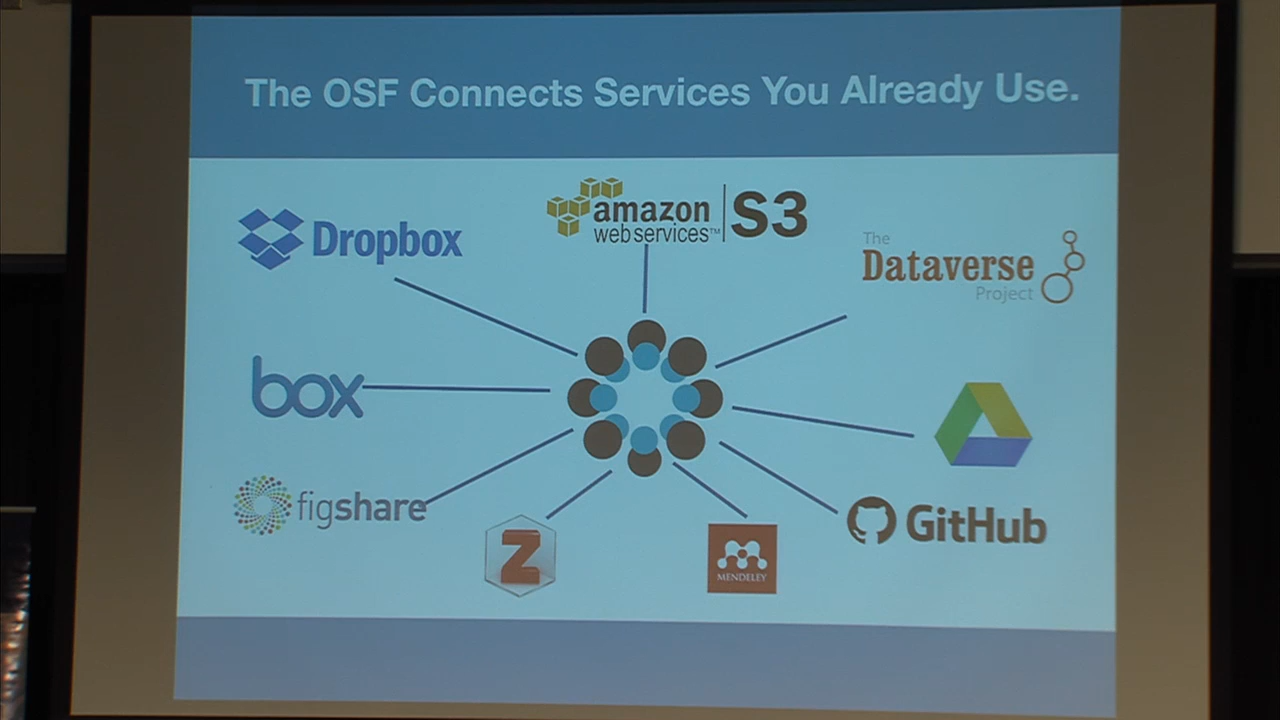 The OSF Connects Services You Already Use.
Dropbox
amazon
web services™
S3
The
Dataverse
Project
box
figshare
Z
MENDELEY
GitHub